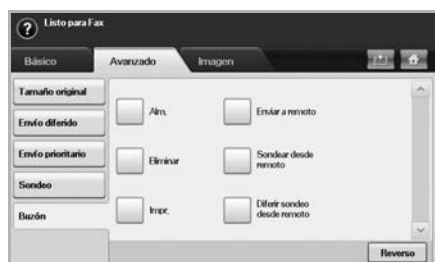 ? Listo para Fax
Básico Avanzado Imagen
Tamaño original
Envío diferido
Envío prioritario
Sondeo
Buzón
Alm. Enviar a remoto
Eliminar Sondear desde
remoto
Impr. Diferir sondeo
desde remoto
Reverso